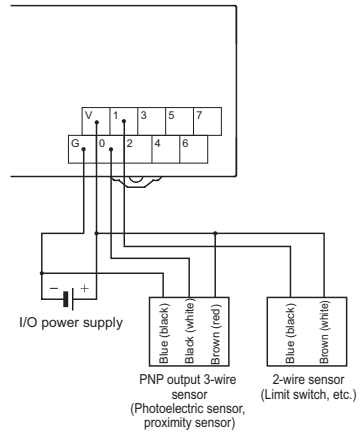 V 1 3 5 7
G 0 2 4 6
− +
I/O power supply
Blue (black)
Black (white)
Brown (red)
Blue (black)
Brown (white)
PNP output 3-wire
sensor
(Photoelectric sensor,
proximity sensor)
2-wire sensor
(Limit switch, etc.)